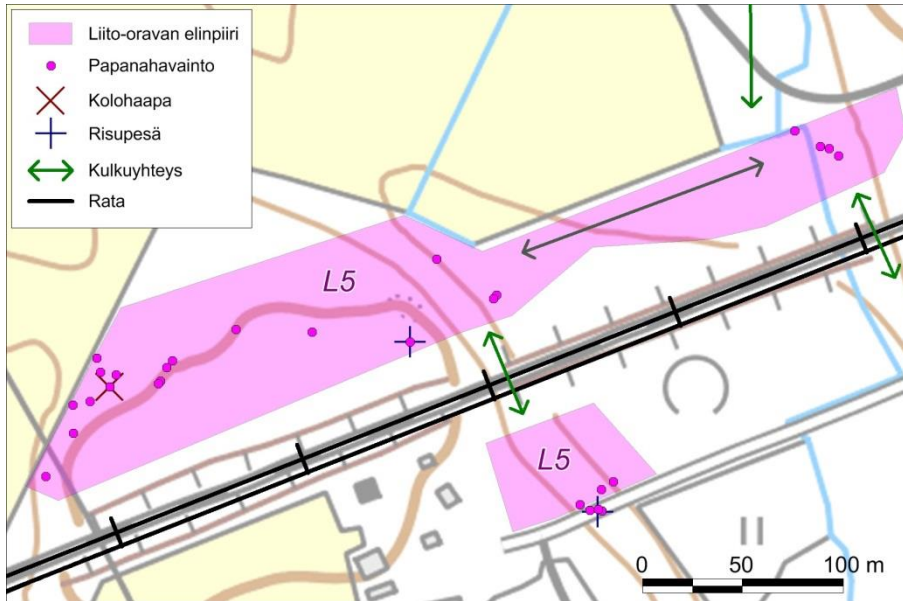 Liito-oravan elinpiiri
Papanahavainto
Kolohaapa
Risupesä
Kulkuyhteys
Rata
L5
L5
0 50 100 m